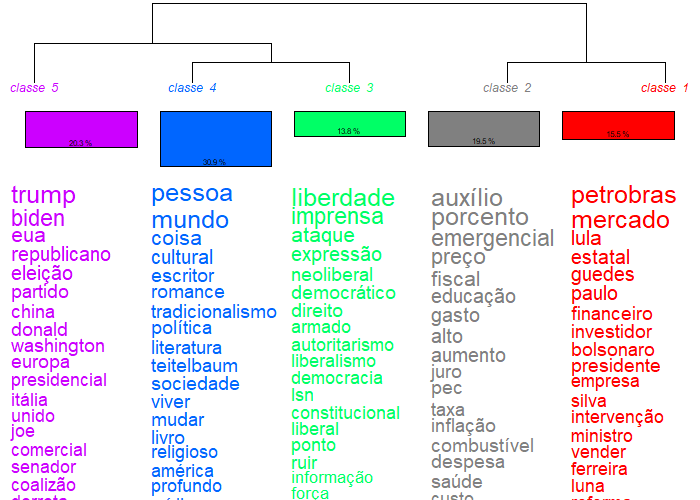 classe 5
classe 4
classe 3
classe 2
classe 1
20.3 %
30.9 %
13.8 %
19.5 %
15.5 %
trump
biden
eua
republicano
eleição
partido
china
donald
washington
europa
presidencial
itália
unido
joe
comercial
senador
coalizão
derrota
pessoa
mundo
coisa
cultural
escritor
romance
tradicionalismo
política
literatura
teitelbaum
sociedade
viver
mudar
livro
religioso
américa
profundo
liberdade
imprensa
ataque
expressão
neoliberal
democrático
direito
armado
autoritarismo
liberalismo
democracia
lsn
constitucional
liberal
ponto
ruir
informação
força
auxílio
porcento
emergencial
preço
fiscal
educação
gasto
alto
aumento
juro
pec
taxa
inflação
combustível
despesa
saúde
custo
petrobras
mercado
lula
estatal
guedes
paulo
financeiro
investidor
bolsonaro
presidente
empresa
silva
intervenção
ministro
vender
ferreira
luna
reforma